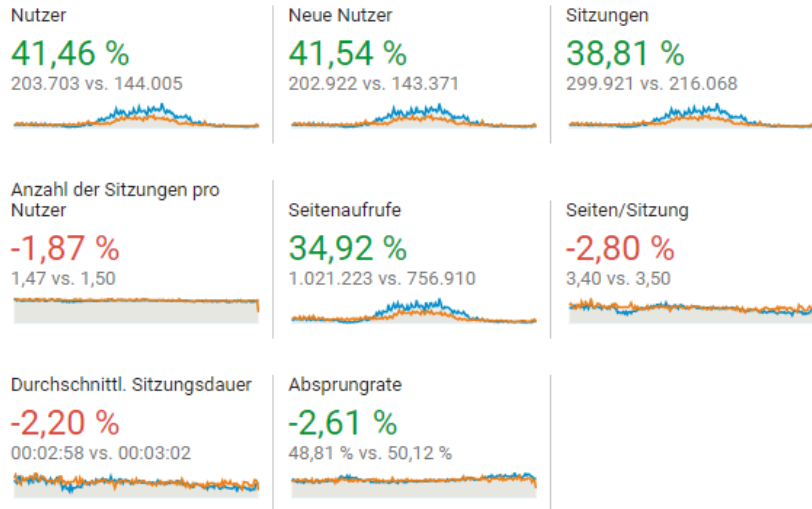 Nutzer
41,46 %
203.703 vs. 144.005
Neue Nutzer
41,54 %
202.922 vs. 143.371
Sitzungen
38,81 %
299.921 vs. 216.068
Anzahl der Sitzungen pro
Nutzer
-1,87 %
1,47 vs. 1,50
Seitenaufrufe
34,92 %
1.021.223 vs. 756.910
Seiten/Sitzung
-2,80 %
3,40 vs. 3,50
Durchschnittl. Sitzungsdauer
-2,20 %
00:02:58 vs. 00:03:02
Absprungrate
-2,61 %
48,81 % vs. 50,12 %